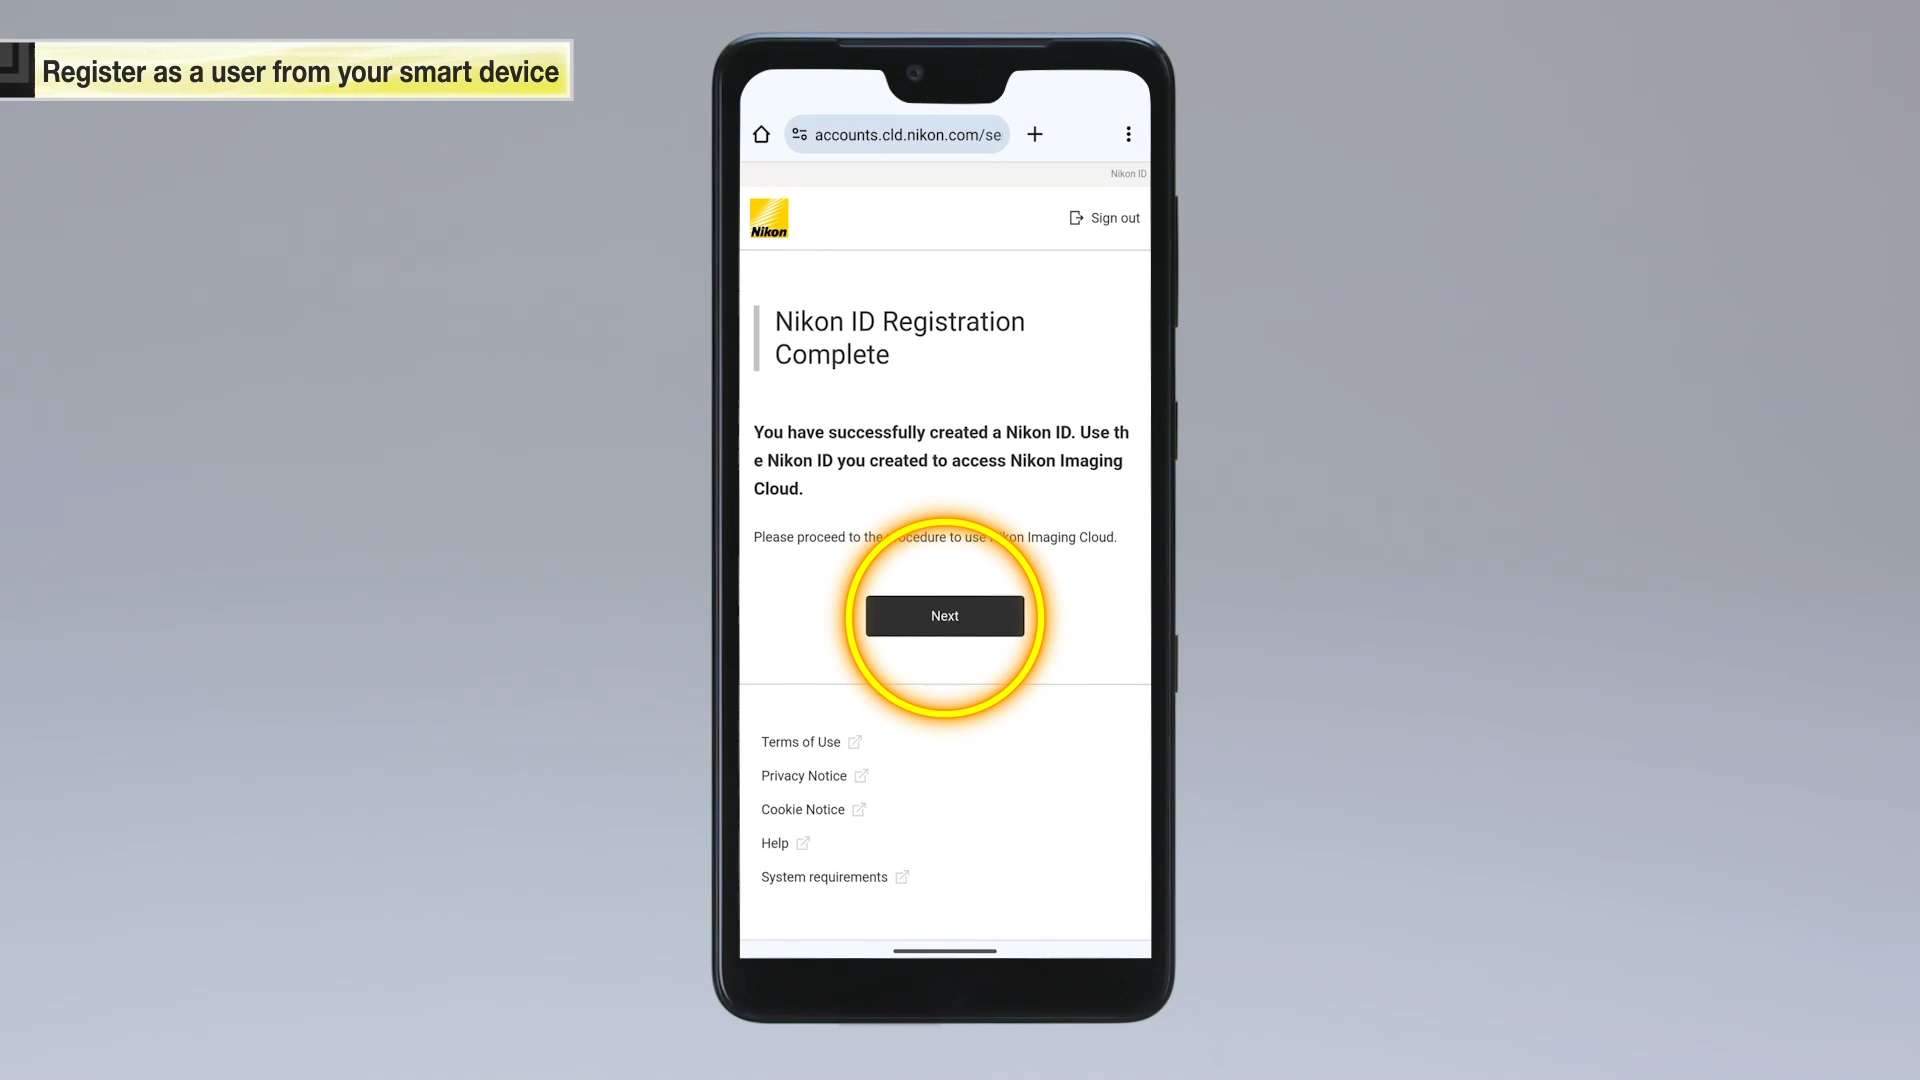 Register as a user from your smart device
accounts.cld.nikon.com/se
Nikon ID
Nikon
Sign out
Nikon ID Registration
Complete
You have successfully created a Nikon ID. Use th
e Nikon ID you created to access Nikon Imaging
Cloud.
Please proceed to the procedure to use Nikon Imaging Cloud.
Next
Terms of Use
Privacy Notice
Cookie Notice
Help
System requirements